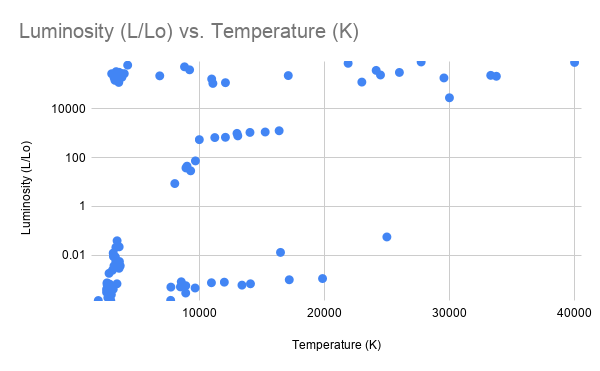 Luminosity (L/Lo) vs. Temperature (K)
Luminosity (L/Lo)
10000
100
1
0.01
10000 20000 30000 40000
Temperature (K)